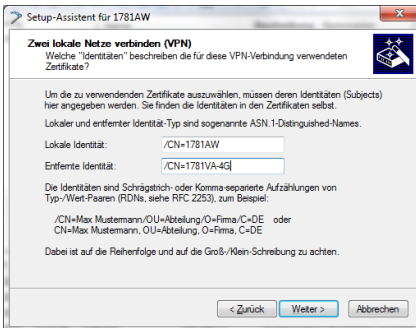 Setup-Assistent für 1781AW
Zwei lokale Netze verbinden (VPN)
Welche "Identitäten" beschreiben die für diese VPN-Verbindung verwendeten
Zertifikate?
Um die zu verwendenden Zertifikate auszuwählen, müssen deren Identitäten (Subjects)
hier angegeben werden. Sie finden die Identitäten in den Zertifikaten selbst.
Lokaler und entfernter Identität-Typ sind sogenannte ASN.1-Distinguished-Names.
Lokale Identität: /CN=1781AW
Entfernte Identität: /CN=1781VA-4G
Die Identitäten sind Schrägstrich- oder Komma-separierte Aufzählungen von
Typ-/Wert-Paaren (RDNs, siehe RFC 2253), zum Beispiel:
/CN=Max Mustermann/OU=Abteilung/O=Firma/C=DE oder
CN=Max Mustermann, OU=Abteilung, O=Firma, C=DE
Dabei ist auf die Reihenfolge und auf die Groß-/Klein-Schreibung zu achten.
< Zurück Weiter > Abbrechen